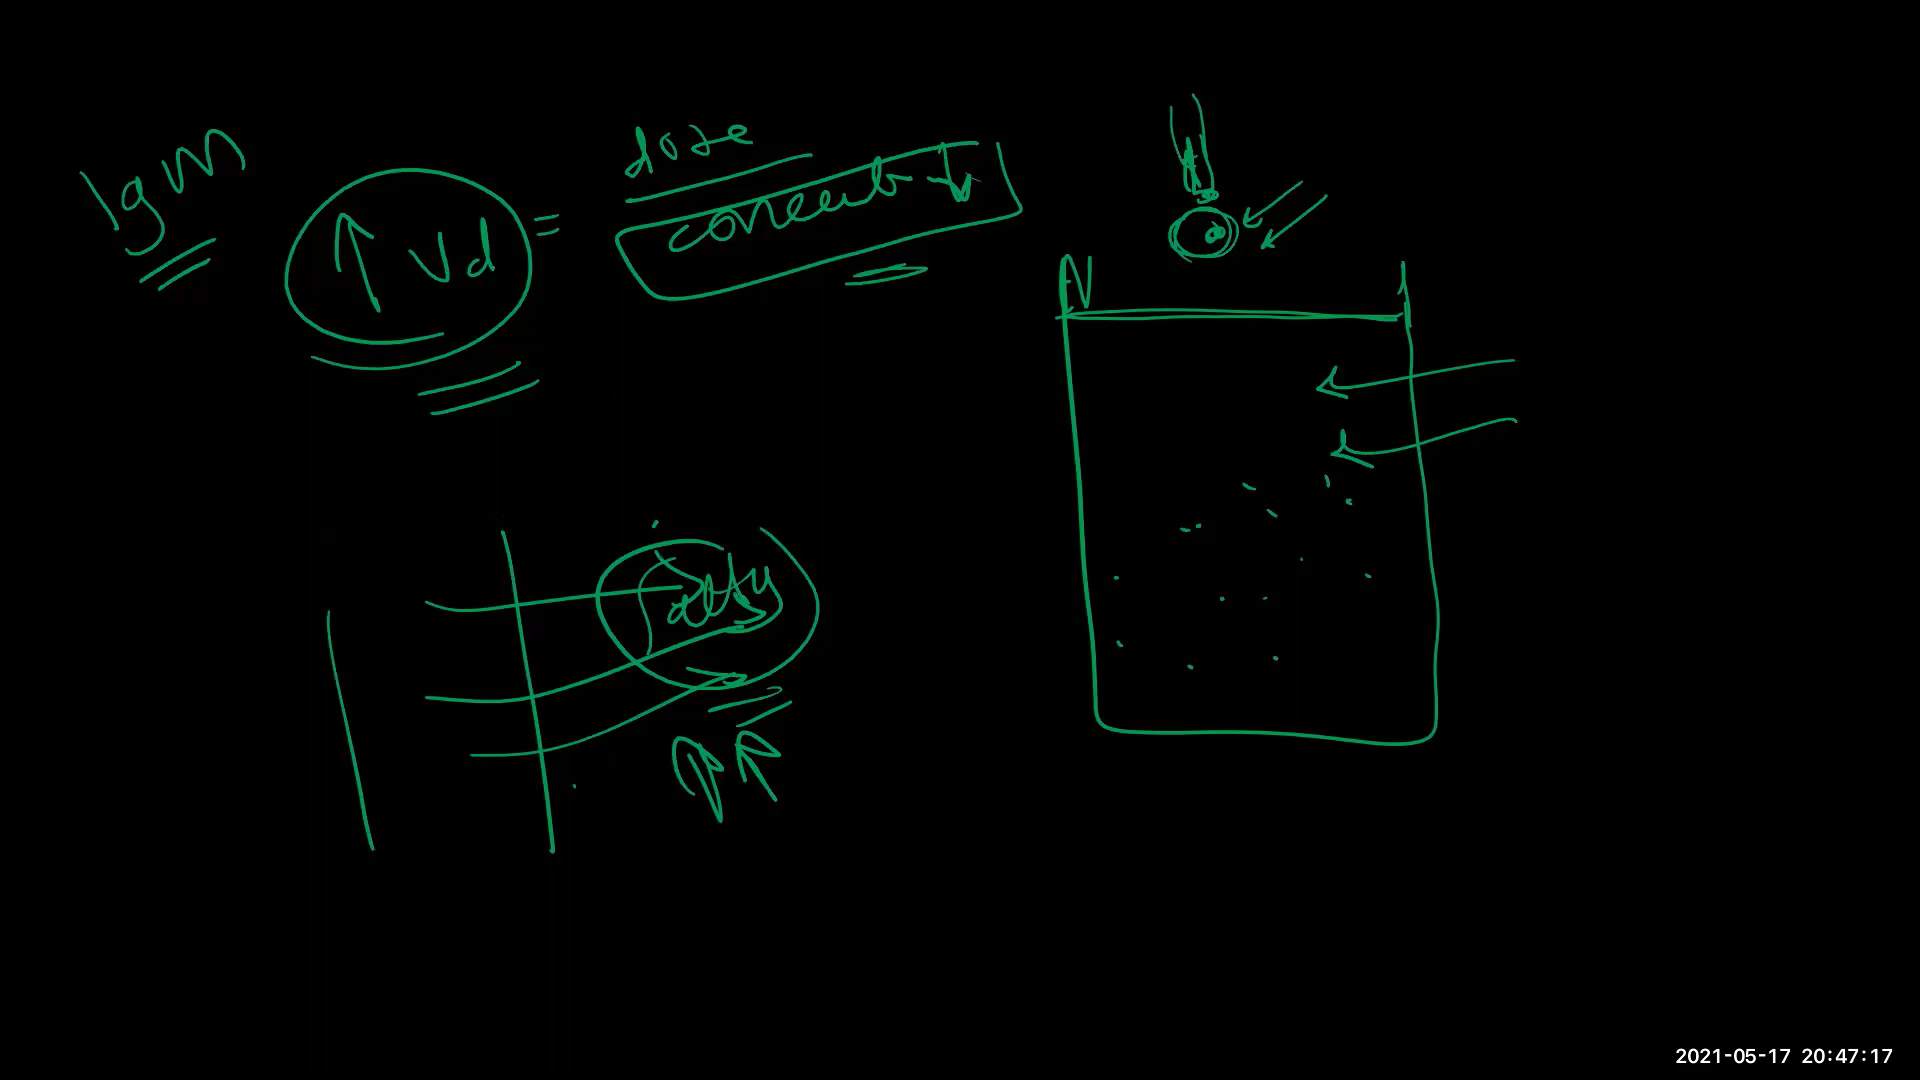 1gm
↑ Vd =
dose
concent
fatty
↑↑
2021-05-17 20:47:17